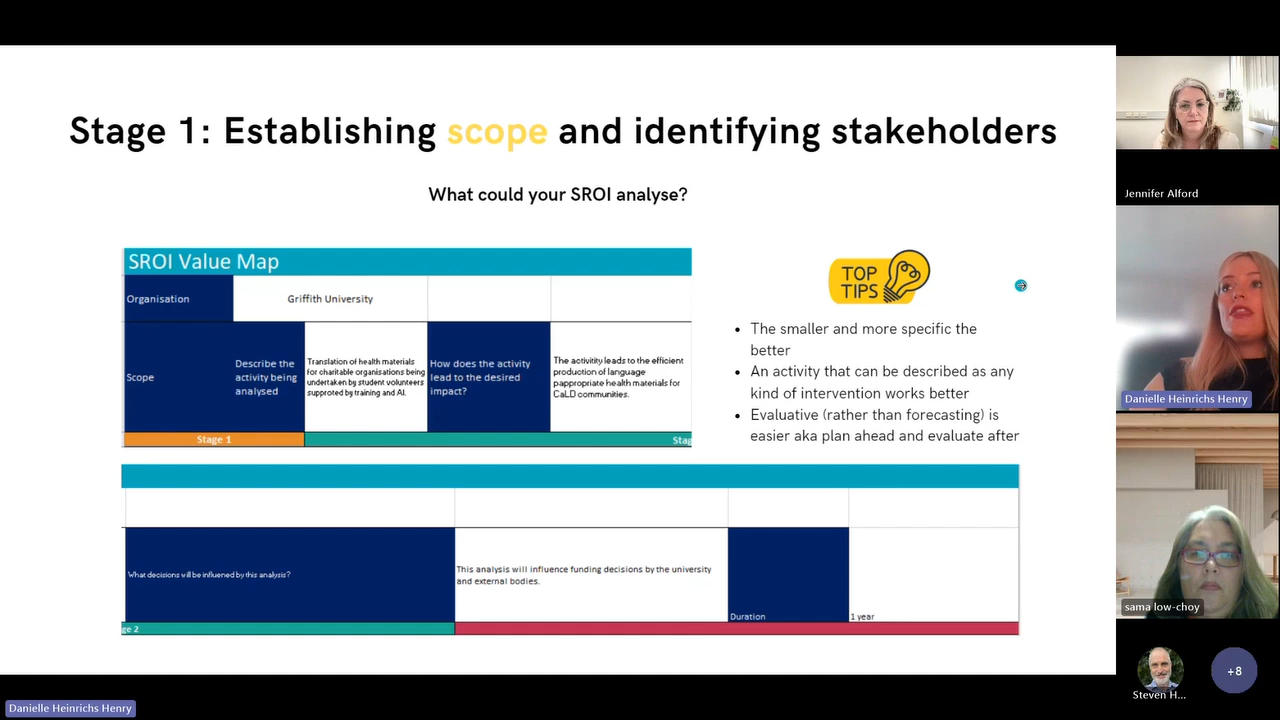 Stage 1: Establishing scope and identifying stakeholders
What could your SROI analyse?
SROI Value Map
Organisation
Griffith University
Scope
Describe the
activity being
analysed
Translation of health materials
for charitable organisations being
undertaken by student volunteers
supproted by training and AI.
How does the activity
lead to the desired
impact?
The activitity leads to the efficient
production of language
pappropriate health materials for
CaLD communities.
Stage 1
Stag
TOP
TIPS
• The smaller and more specific the
better
• An activity that can be described as any
kind of intervention works better
• Evaluative (rather than forecasting) is
easier aka plan ahead and evaluate after
What decisions will be influenced by this analysis?
This analysis will influence funding decisions by the university
and external bodies.
Duration
1 year
ge 2
Jennifer Alford
Danielle Heinrichs Henry
sama low-choy
Steven H...
+8
Danielle Heinrichs Henry